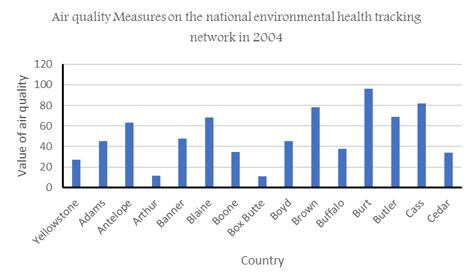 Air quality Measures on the national environmental health tracking
network in 2004
120
100
80
60
40
20
0
Value of air quality
Yellowstone
Adams
Antelope
Arthur
Banner
Blaine
Boone
Box Butte
Boyd
Brown
Buffalo
Burt
Butler
Cass
Cedar
Country